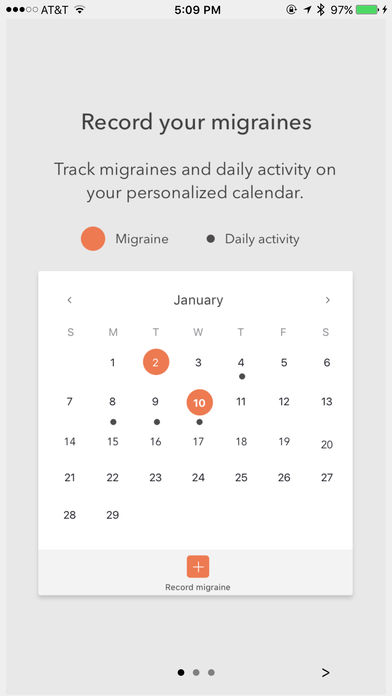 AT&T 5:09 PM 97%
Record your migraines
Track migraines and daily activity on
your personalized calendar.
Migraine Daily activity
< January >
S M T W T F S
1 2 3 4 5 6
7 8 9 10 11 12 13
14 15 16 17 18 19 20
21 22 23 24 25 26 27
28 29
+
Record migraine
>